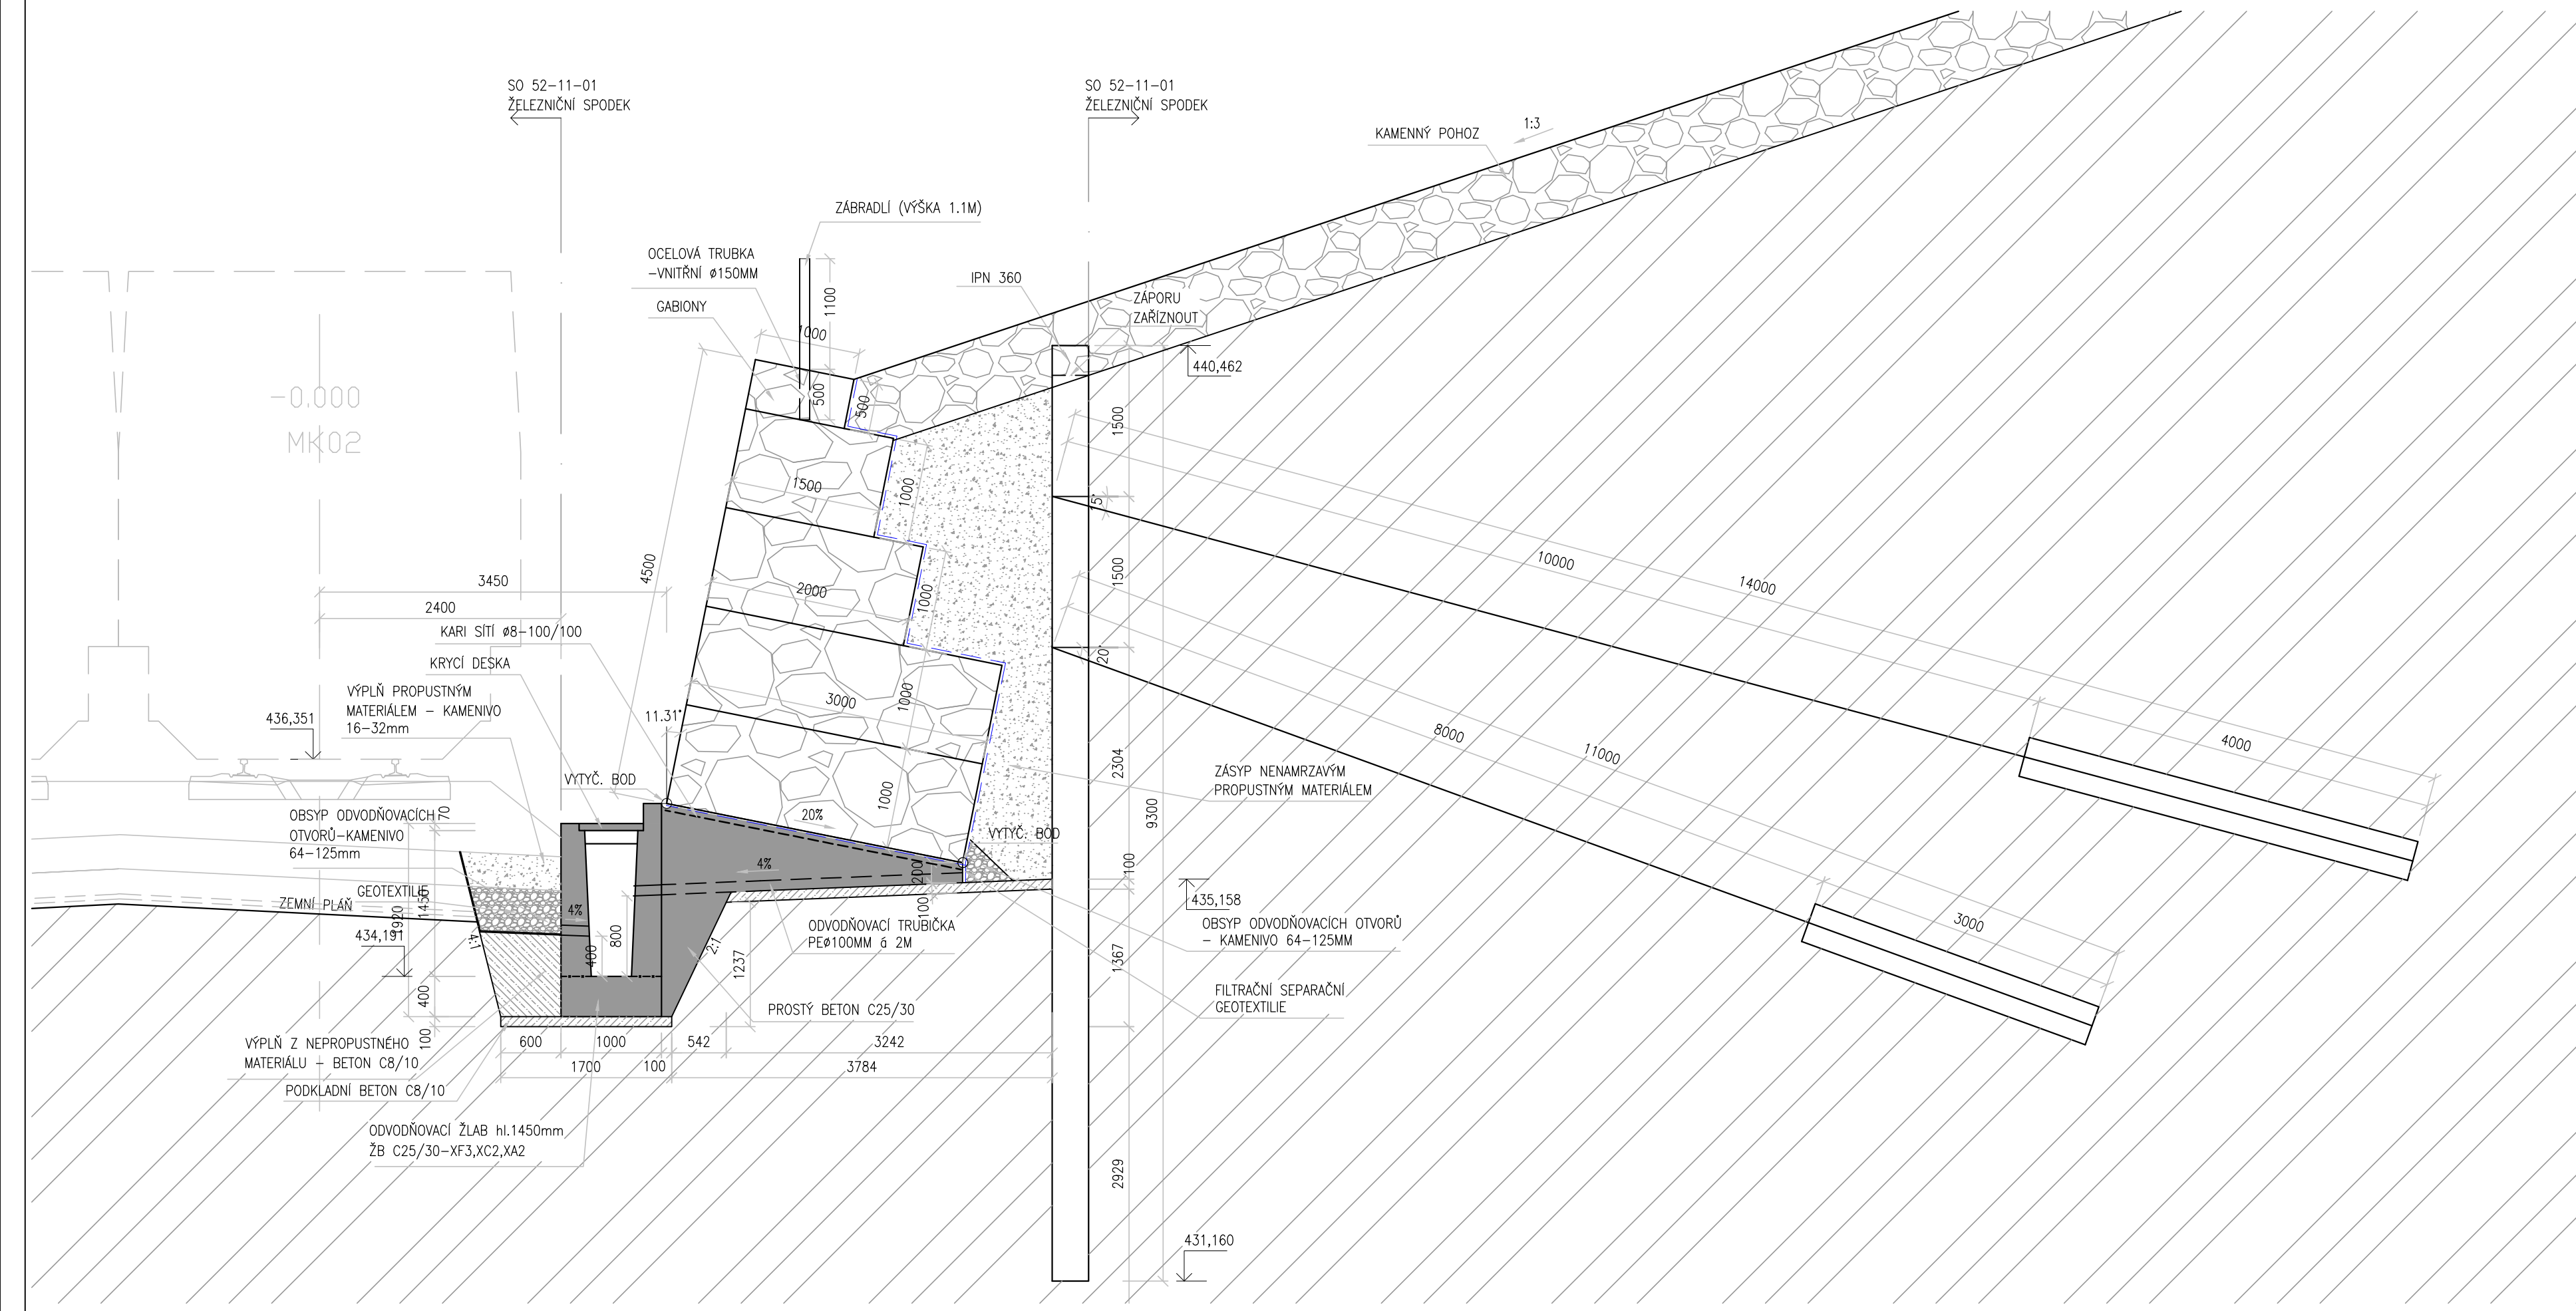 SO 52-11-01
ŽELEZNIČNÍ SPODEK
SO 52-11-01
ŽELEZNIČNÍ SPODEK
KAMENNÝ POHOZ
1:3
ZÁBRADLÍ (VÝŠKA 1.1M)
OCELOVÁ TRUBKA
-VNITŘNÍ ø150MM
GABIONY
1100
1000
IPN 360
ZÁPORU
ZAŘÍZNOUT
440,462
-0.000
MK02
500
500
1500
1000
1500
15°
4500
2000
1000
1500
20°
10000
14000
3450
2400
KARI SÍTÍ ø8-100/100
KRYCÍ DESKA
VÝPLŇ PROPUSTNÝM
MATERIÁLEM - KAMENIVO
16-32mm
436,351
11.31°
3000
1000
2304
9300
8000
11000
4000
3000
ZÁSYP NENAMRZAVÝM
PROPUSTNÝM MATERIÁLEM
VYTYČ. BOD
1000
20%
VYTYČ. BOD
70
OBSYP ODVODŇOVACÍCH
OTVORŮ-KAMENIVO
64-125mm
GEOTEXTILIE
ZEMNÍ PLÁŇ
434,191
1450
1920
4%
4%
200
100
100
435,158
OBSYP ODVODŇOVACÍCH OTVORŮ
- KAMENIVO 64-125MM
ODVODŇOVACÍ TRUBIČKA
PEø100MM á 2M
4:1
400
800
2:1
1237
1367
FILTRAČNÍ SEPARAČNÍ
GEOTEXTILIE
400
100
PROSTÝ BETON C25/30
VÝPLŇ Z NEPROPUSTNÉHO
MATERIÁLU - BETON C8/10
600
1000
542
3242
1700
100
3784
PODKLADNÍ BETON C8/10
ODVODŇOVACÍ ŽLAB hl.1450mm
ŽB C25/30-XF3,XC2,XA2
2929
431,160